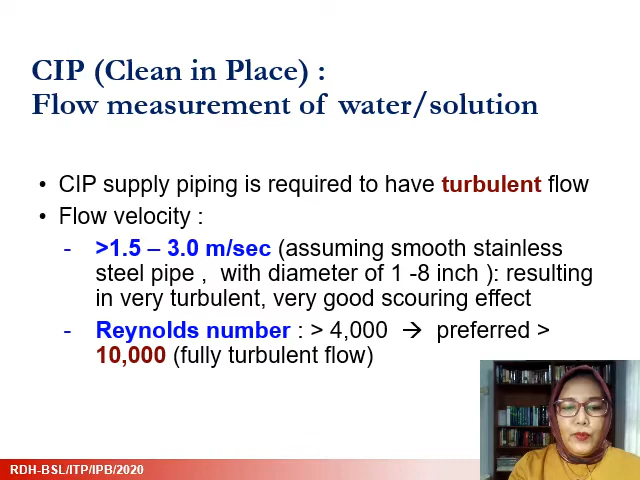 CIP (Clean in Place) :
Flow measurement of water/solution
• CIP supply piping is required to have turbulent flow
• Flow velocity :
- >1.5 – 3.0 m/sec (assuming smooth stainless
steel pipe , with diameter of 1 -8 inch ): resulting
in very turbulent, very good scouring effect
- Reynolds number : > 4,000 → preferred >
10,000 (fully turbulent flow)
RDH-BSL/ITP/IPB/2020